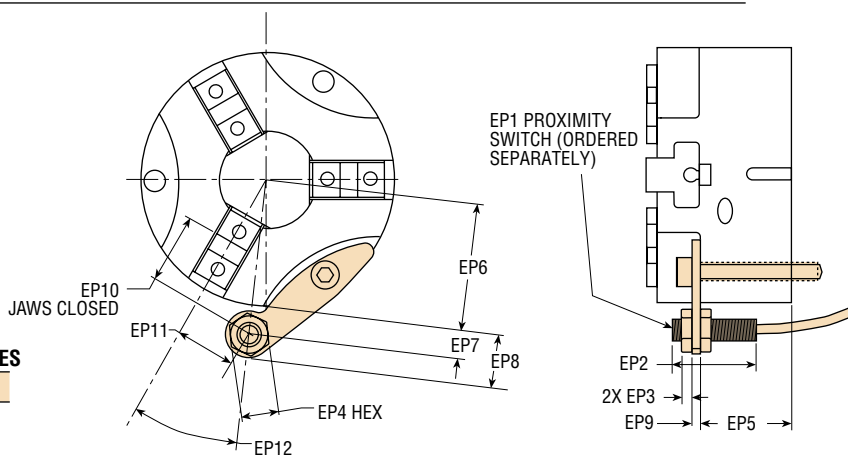 EP1 PROXIMITY
SWITCH (ORDERED
SEPARATELY)
EP6
EP10
JAWS CLOSED
EP11
EP7
EP8
ES
EP4 HEX
EP12
EP2
2X EP3
EP9
EP5